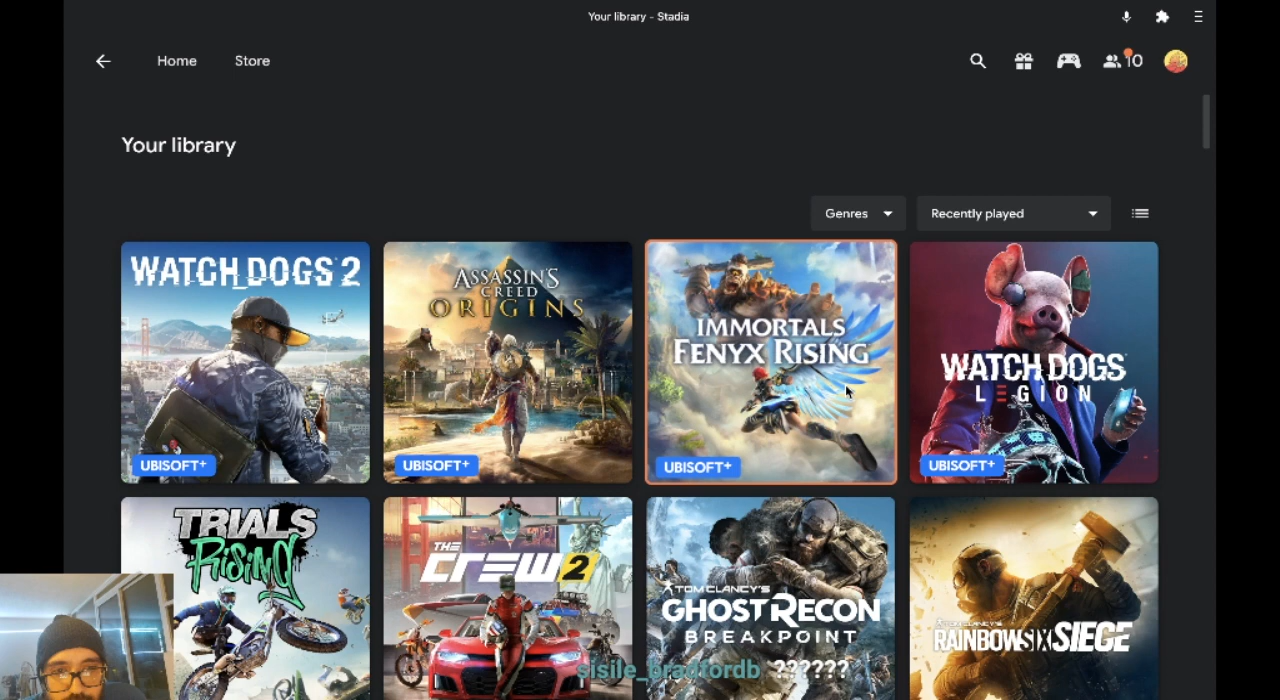 Your library - Stadia
Home
Store
10
Your library
Genres
Recently played
WATCH_DOGS 2
UBISOFT+
ASSASSIN'S
CREED
ORIGINS
UBISOFT+
IMMORTALS
FENYX RISING
UBISOFT+
WATCH DOGS
LEGION
UBISOFT+
TRIALS
RISING
THE
CREW 2
TOM CLANCY'S
GHOST RECON
BREAKPOINT
TOM CLANCY'S
RAINBOW SIX SIEGE
sisile_bradfordb ??????